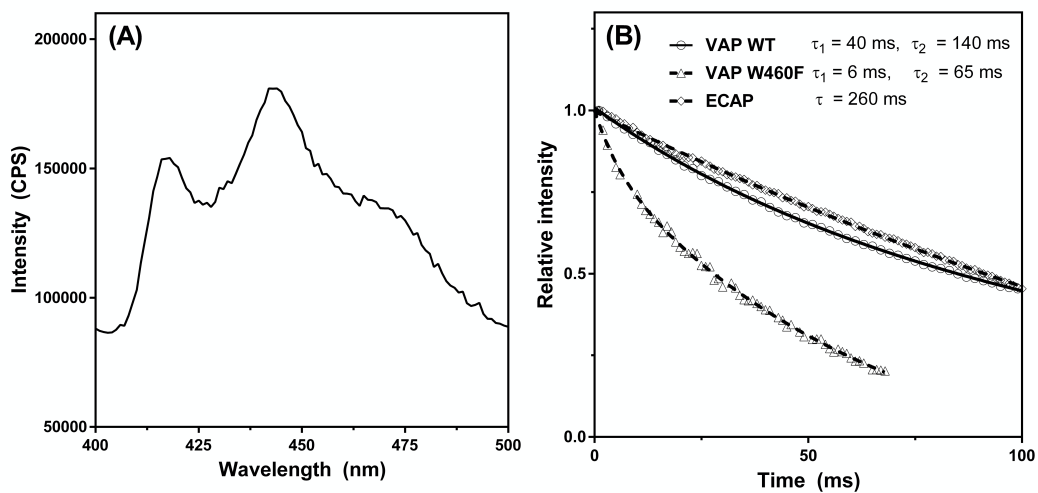 (A)
200000
150000
100000
50000
Intensity (CPS)
400
425
450
475
500
Wavelength (nm)
(B)
VAP WT τ1 = 40 ms, τ2 = 140 ms
VAP W460F τ1 = 6 ms, τ2 = 65 ms
ECAP τ = 260 ms
1.0
0.5
0.0
Relative intensity
0
25
50
75
100
Time (ms)